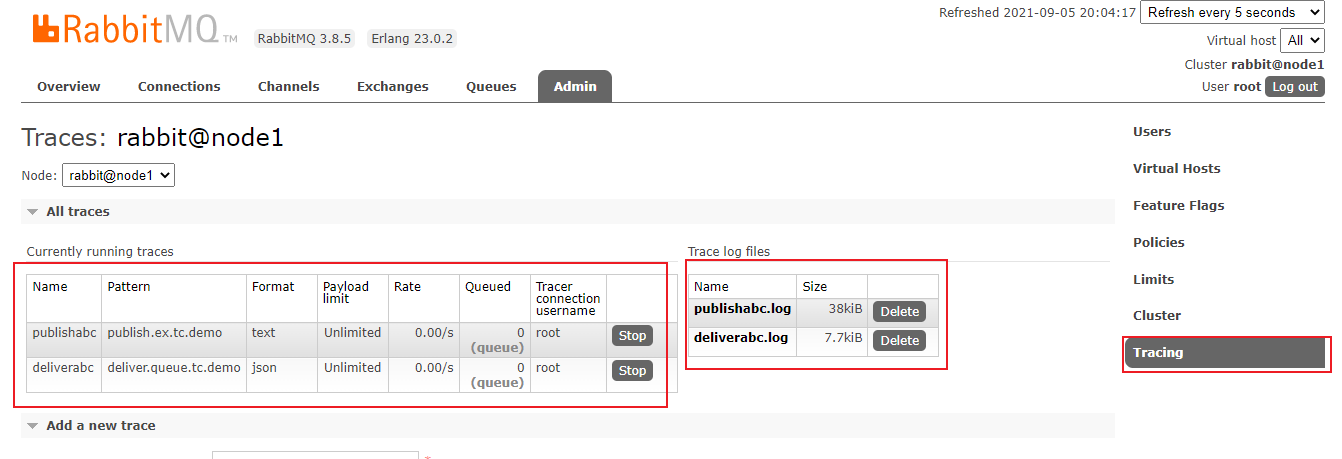 Refreshed 2021-09-05 20:04:17 Refresh every 5 seconds
RabbitMQ TM RabbitMQ 3.8.5 Erlang 23.0.2
Virtual host All
Cluster rabbit@node1
User root Log out
Overview Connections Channels Exchanges Queues Admin
Traces: rabbit@node1
Node: rabbit@node1
All traces
Currently running traces
Name Pattern Format Payload limit Rate Queued Tracer connection username
publishabc publish.ex.tc.demo text Unlimited 0.00/s 0 (queue) root Stop
deliverabc deliver.queue.tc.demo json Unlimited 0.00/s 0 (queue) root Stop
Trace log files
Name Size
publishabc.log 38kiB Delete
deliverabc.log 7.7kiB Delete
Add a new trace
*
Users
Virtual Hosts
Feature Flags
Policies
Limits
Cluster
Tracing